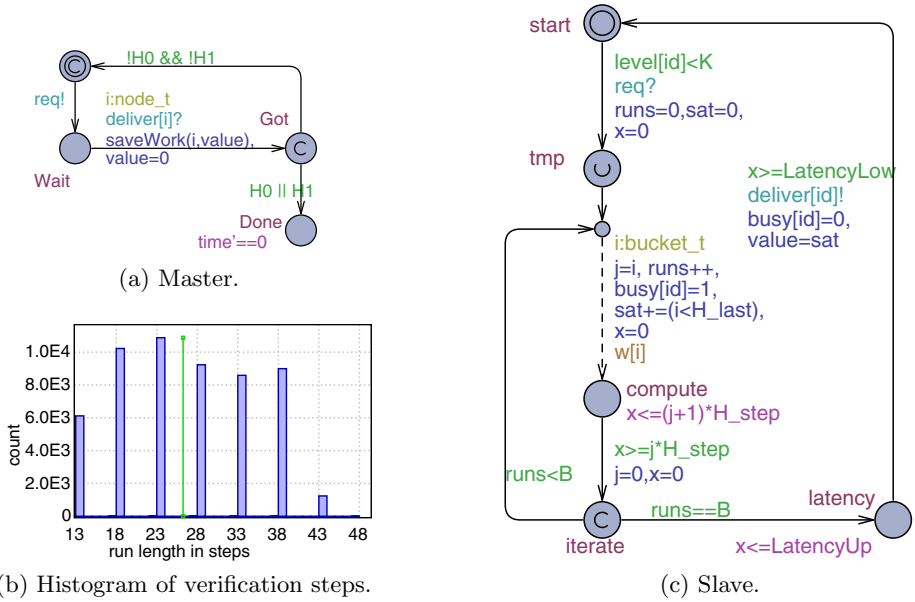 !H0 && !H1
C
req!
i:node_t
deliver[i]?
saveWork(i,value),
value=0
Got
C
Wait
H0 || H1
Done
time'==0
(a) Master.
1.0E4
8.0E3
6.0E3
4.0E3
2.0E3
0
count
13 18 23 28 33 38 43 48
run length in steps
(b) Histogram of verification steps.
start
level[id]<K
req?
runs=0,sat=0,
x=0
tmp
U
x>=LatencyLow
deliver[id]!
busy[id]=0,
value=sat
i:bucket_t
j=i, runs++,
busy[id]=1,
sat+=(i<H_last),
x=0
w[i]
compute
x<=(j+1)*H_step
x>=j*H_step
j=0,x=0
runs<B
C
iterate
runs==B
latency
x<=LatencyUp
(c) Slave.